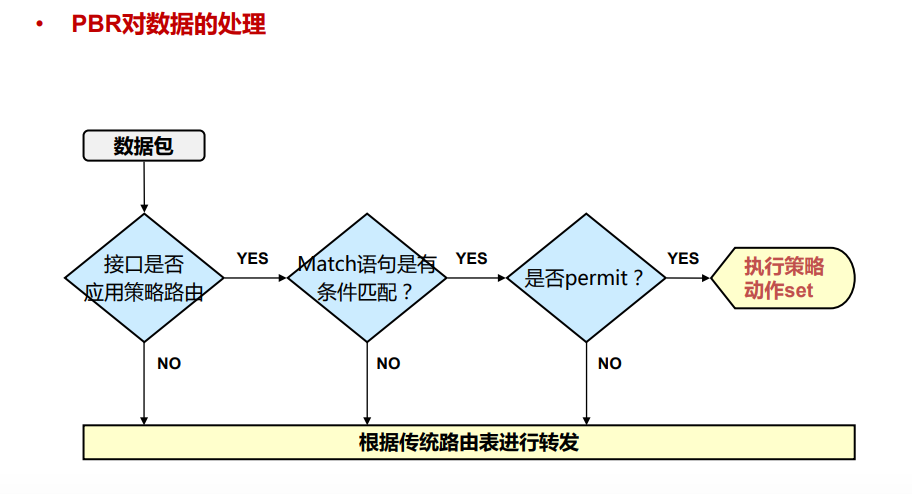 • PBR对数据的处理
数据包
接口是否
应用策略路由
YES
Match语句是有
条件匹配？
YES
是否permit？
YES
执行策略
动作set
NO
NO
NO
根据传统路由表进行转发